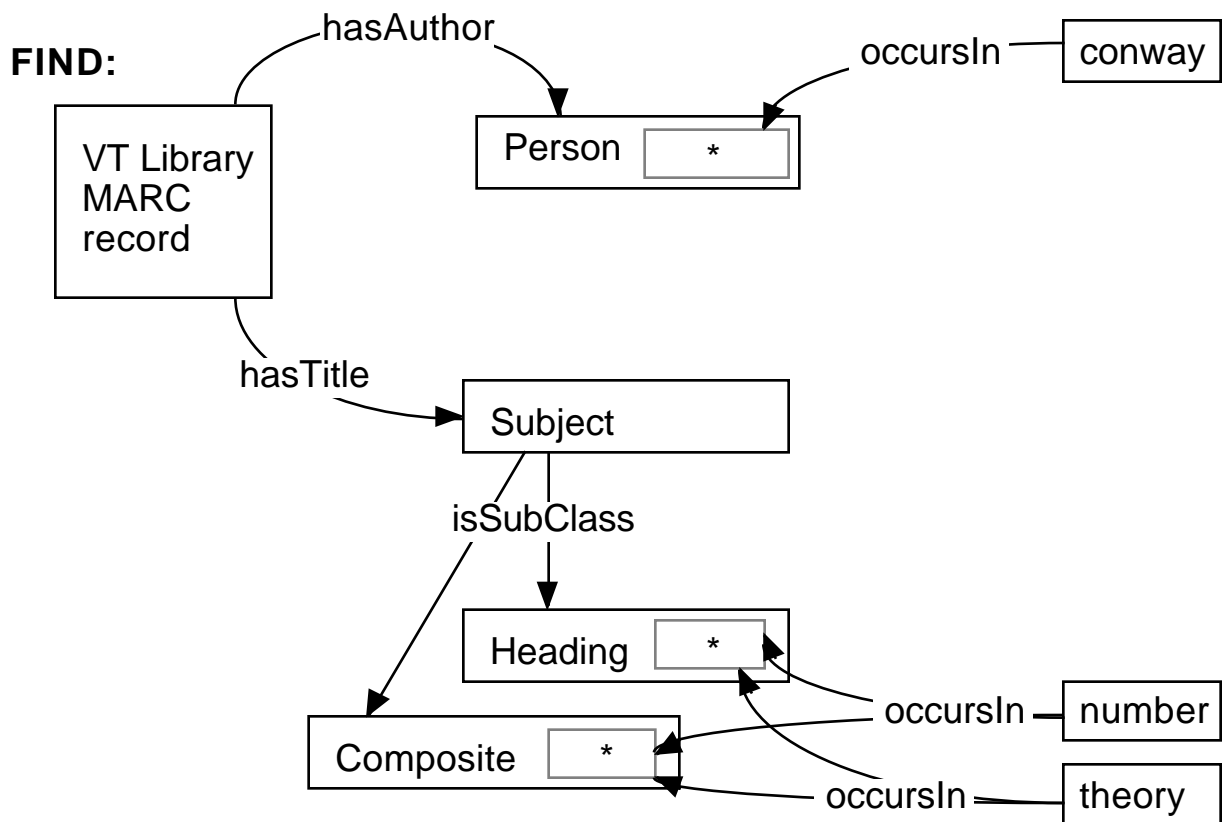 hasAuthor
FIND:
occursIn
conway
VT Library
MARC
record
Person
*
hasTitle
Subject
isSubClass
Heading
*
occursIn
number
Composite
*
occursIn
theory